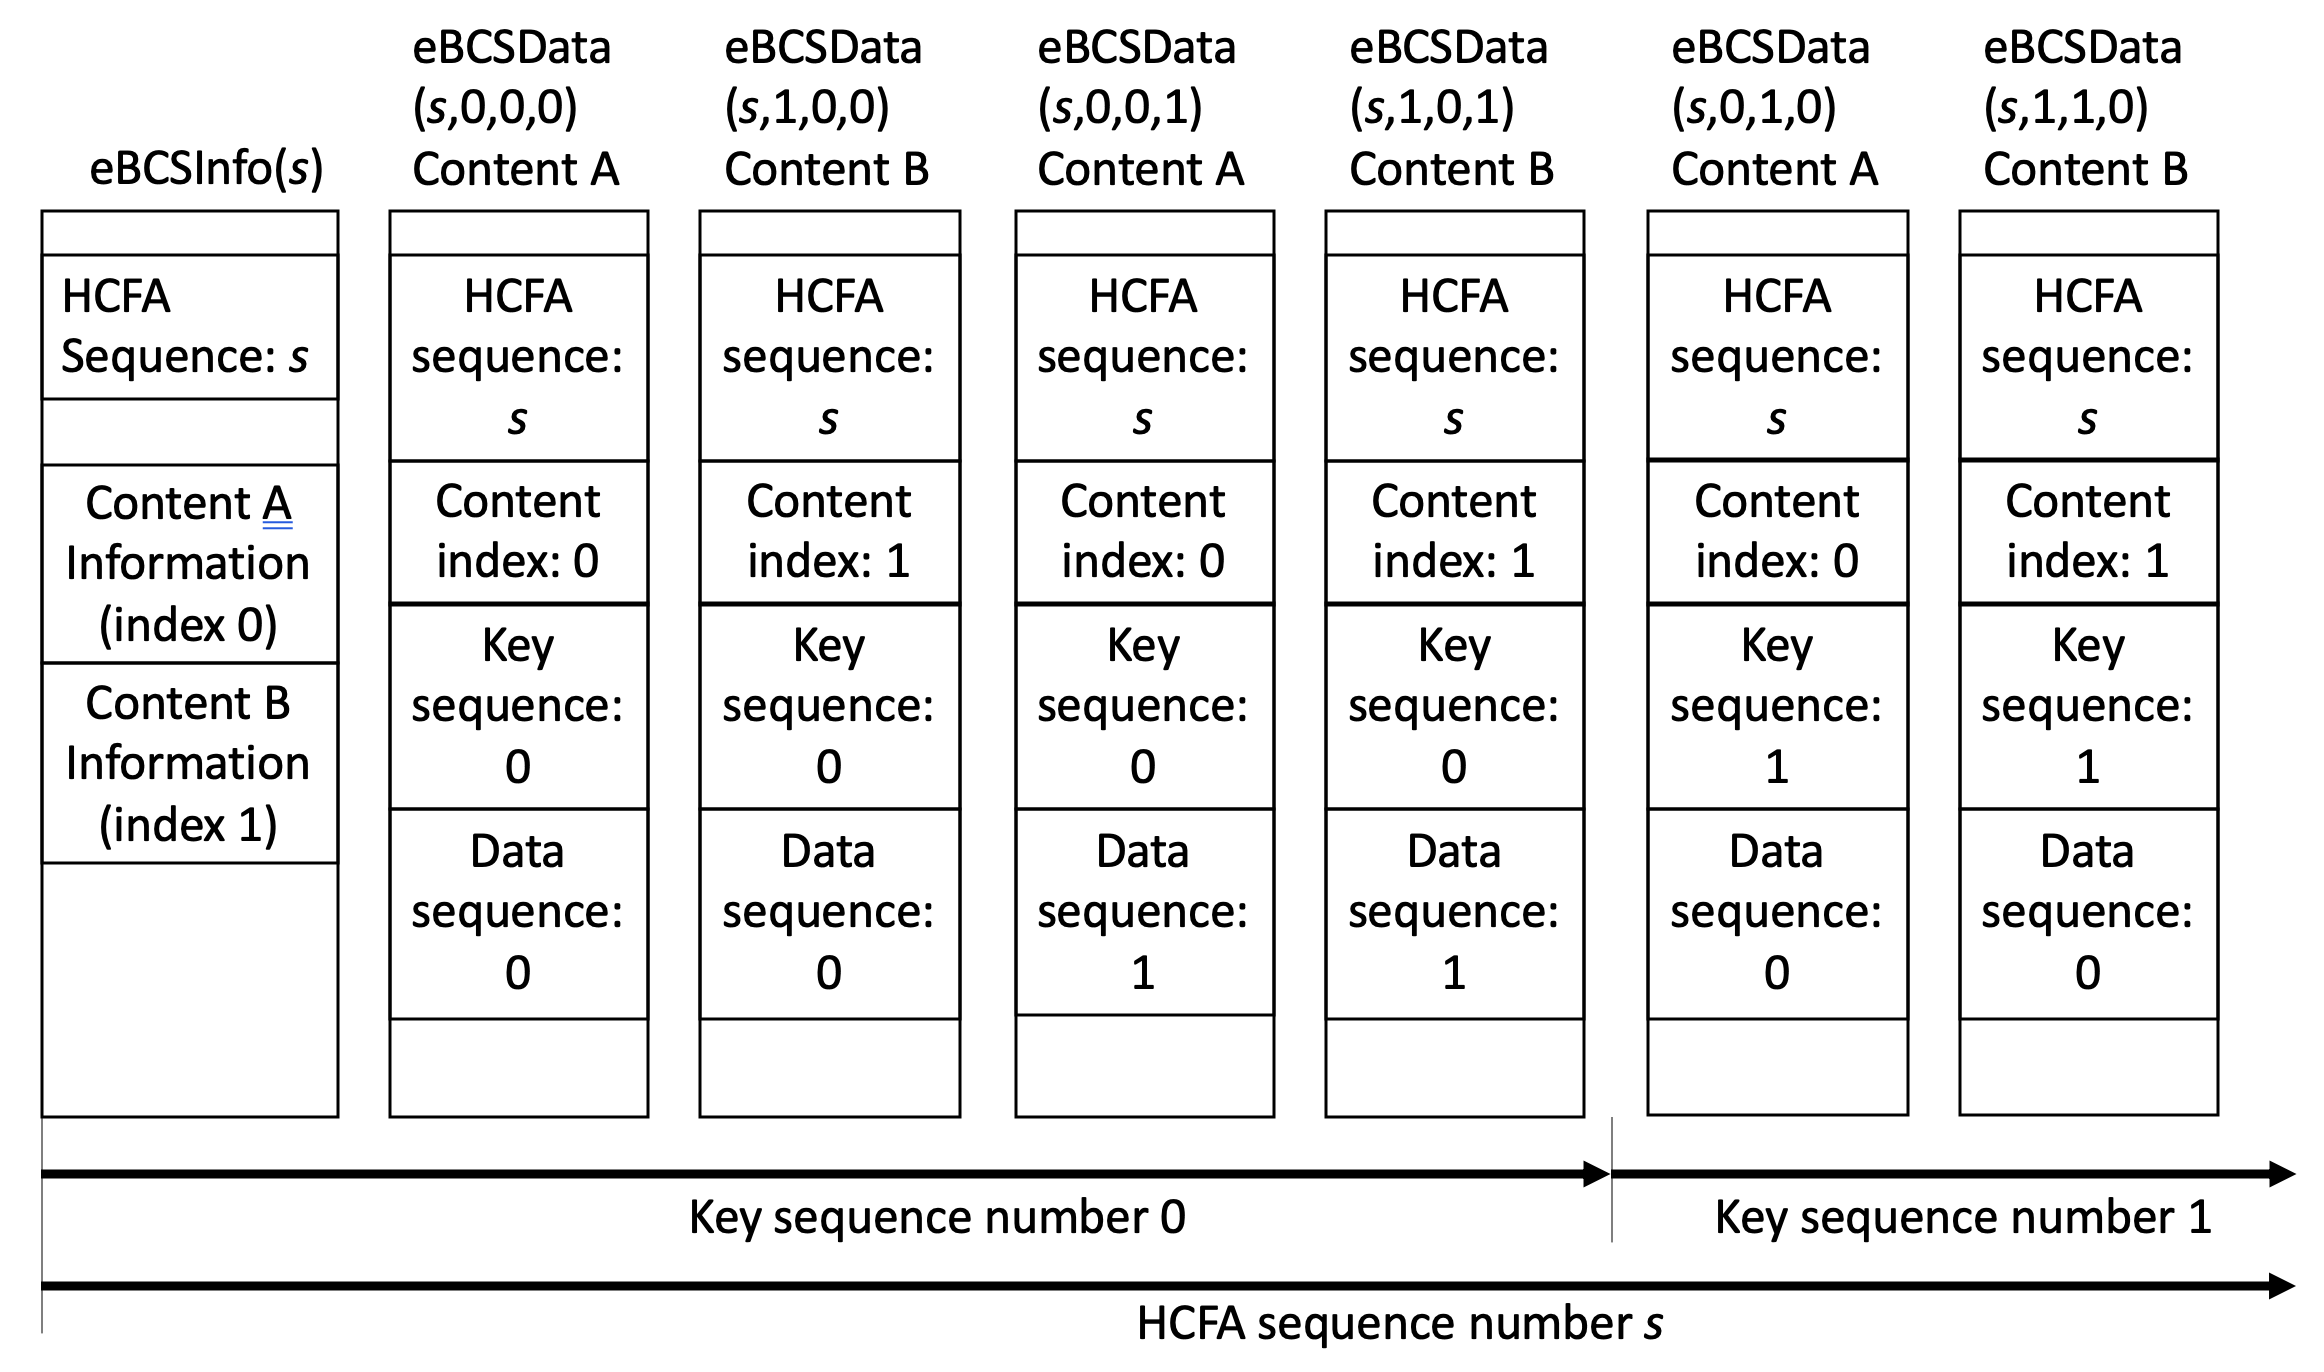 eBCSInfo(s)
HCFA
Sequence: s
Content A
Information
(index 0)
Content B
Information
(index 1)
eBCSData
(s,0,0,0)
Content A
HCFA
sequence:
s
Content
index: 0
Key
sequence:
0
Data
sequence:
0
eBCSData
(s,1,0,0)
Content B
HCFA
sequence:
s
Content
index: 1
Key
sequence:
0
Data
sequence:
0
eBCSData
(s,0,0,1)
Content A
HCFA
sequence:
s
Content
index: 0
Key
sequence:
0
Data
sequence:
1
eBCSData
(s,1,0,1)
Content B
HCFA
sequence:
s
Content
index: 1
Key
sequence:
0
Data
sequence:
1
eBCSData
(s,0,1,0)
Content A
HCFA
sequence:
s
Content
index: 0
Key
sequence:
1
Data
sequence:
0
eBCSData
(s,1,1,0)
Content B
HCFA
sequence:
s
Content
index: 1
Key
sequence:
1
Data
sequence:
0
Key sequence number 0
Key sequence number 1
HCFA sequence number s